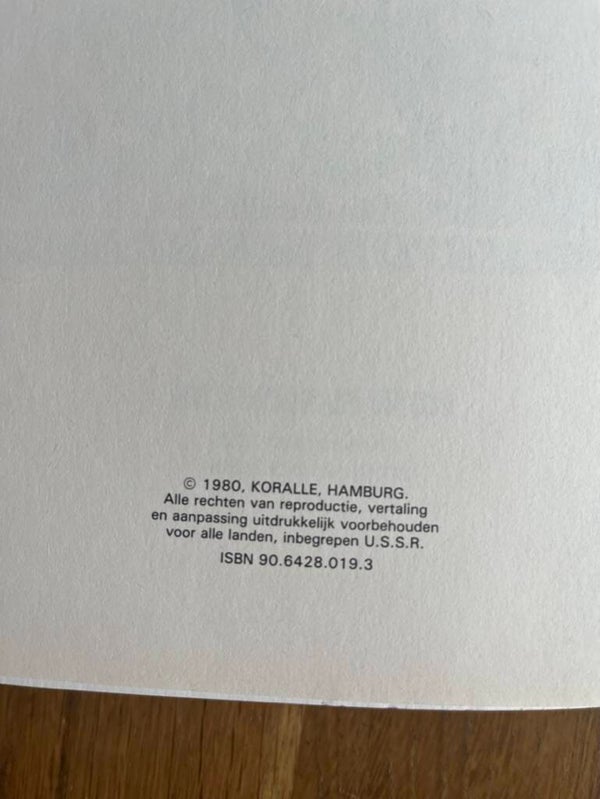 © 1980, KORALLE, HAMBURG.
Alle rechten van reproductie, vertaling
en aanpassing uitdrukkelijk voorbehouden
voor alle landen, inbegrepen U.S.S.R.
ISBN 90.6428.019.3